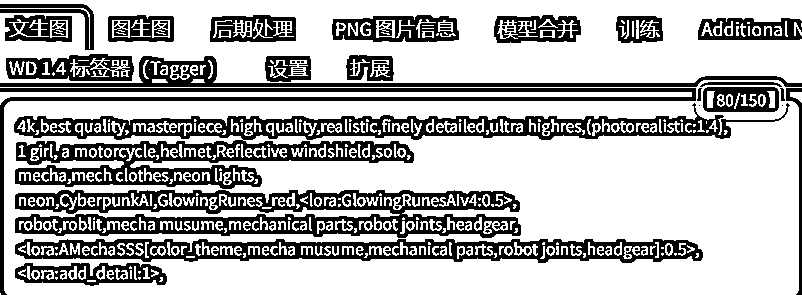 文生图 图生图 后期处理 PNG 图片信息 模型合并 训练 Additional N
WD 1.4 标签器 (Tagger) 设置 扩展
80/150
4k,best quality, masterpiece, high quality,realistic,finely detailed,ultra highres,(photorealistic:1.4),
1 girl, a motorcycle,helmet,Reflective windshield,solo,
mecha,mech clothes,neon lights,
neon,CyberpunkAI,GlowingRunes_red,<lora:GlowingRunesAIv4:0.5>,
robot,roblit,mecha musume,mechanical parts,robot joints,headgear,
<lora:AMechaSSS[color_theme,mecha musume,mechanical parts,robot joints,headgear]:0.5>,
<lora:add_detail:1>,